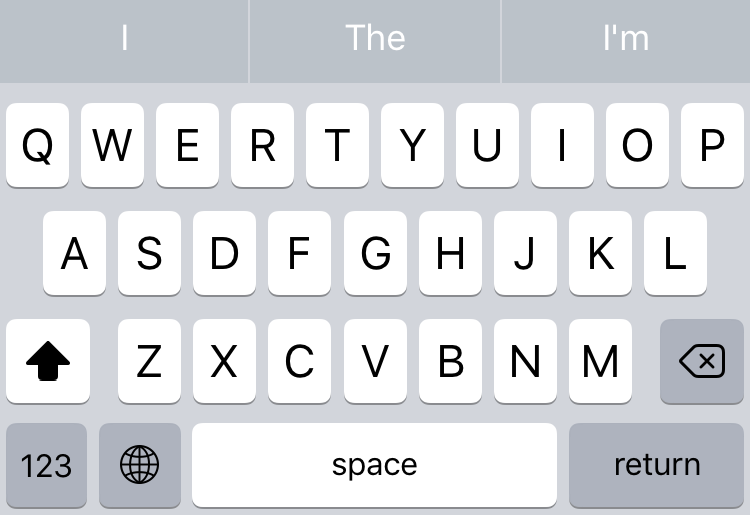 I The I'm
Q W E R T Y U I O P
A S D F G H J K L
Z X C V B N M
123 space return